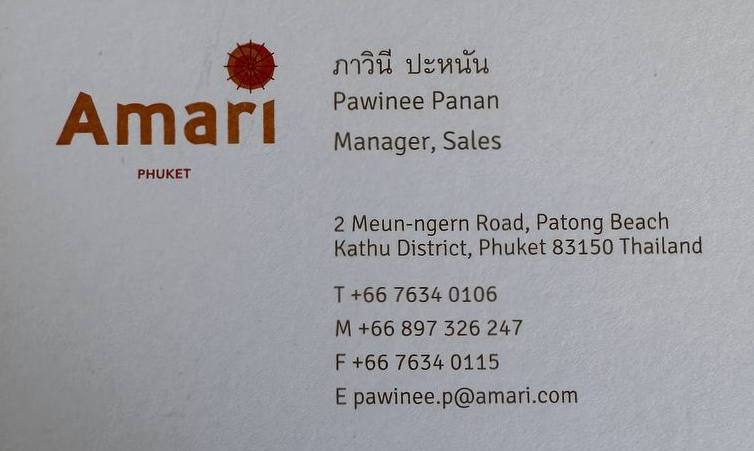 Amari
PHUKET
ภาวินี ปะหนัน
Pawinee Panan
Manager, Sales
2 Meun-ngern Road, Patong Beach
Kathu District, Phuket 83150 Thailand
T +66 7634 0106
M +66 897 326 247
F +66 7634 0115
E pawinee.p@amari.com